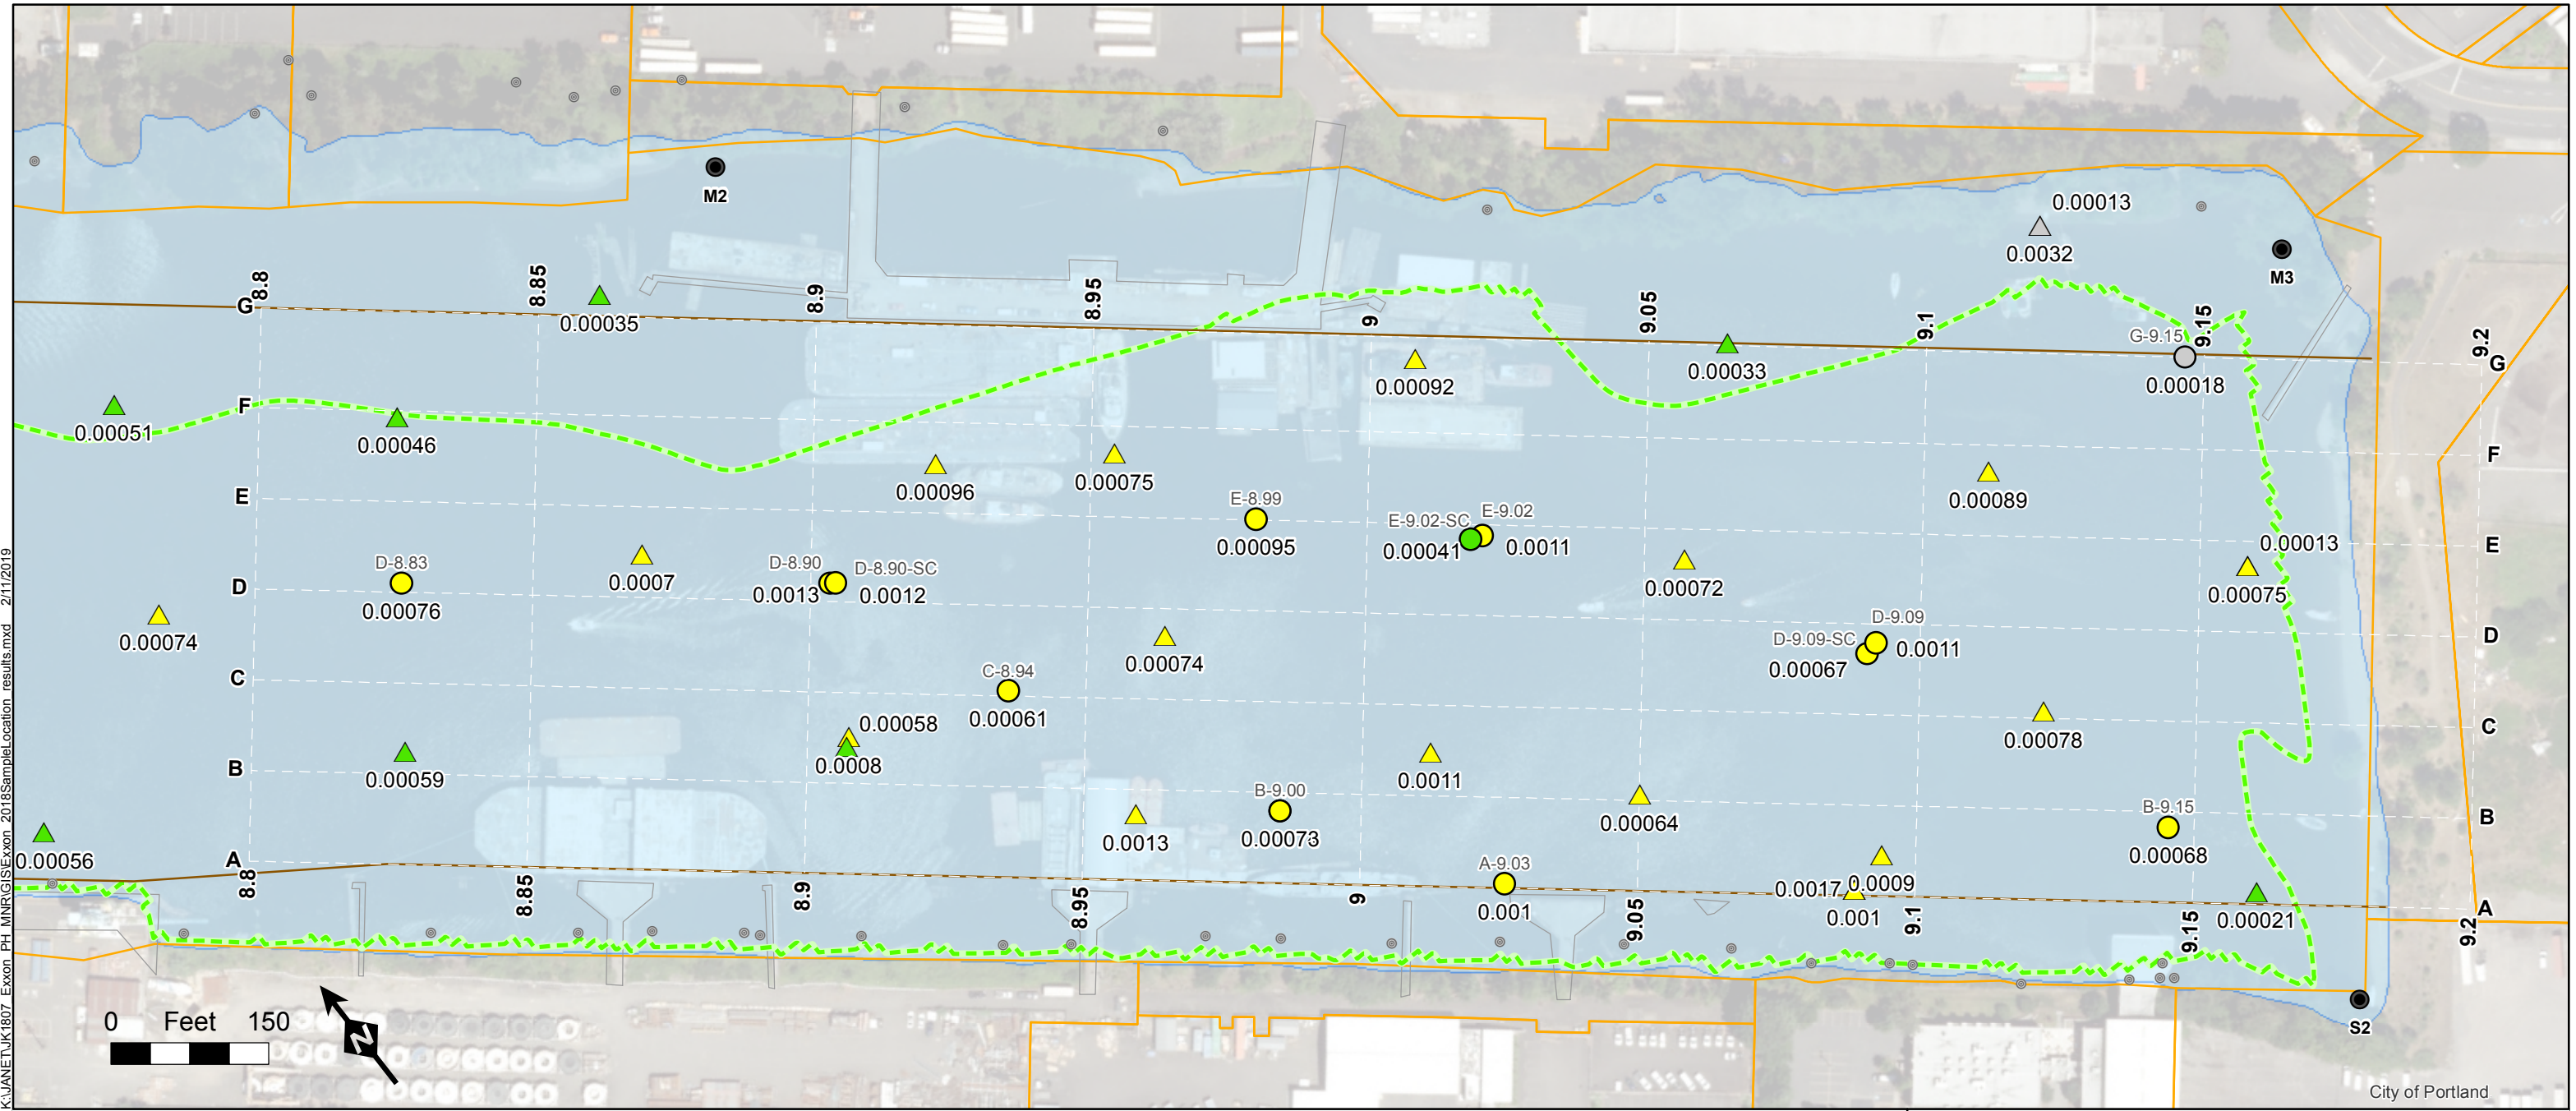 M2
0.00013
0.0032
M3
8.8
8.85
8.9
8.95
9
9.05
9.1
9.15
9.2
G
0.00035
0.00033
G-9.15
0.00018
G
0.00092
0.00051
F
0.00046
F
0.00096
0.00075
0.00089
E
E-8.99
0.00095
E-9.02-SC
E-9.02
0.00041
0.0011
0.00013
E
D-8.83
0.00076
0.0007
D-8.90
D-8.90-SC
0.0013
0.0012
0.00072
0.00075
D
0.00074
0.00074
D-9.09
D-9.09-SC
0.0011
0.00067
D
C
C-8.94
0.00061
0.00058
0.0008
0.00078
C
B
0.00059
0.0011
0.0013
B-9.00
0.00073
0.00064
B-9.15
0.00068
B
0.00056
A
A-9.03
0.001
0.0017
0.0009
0.001
0.00021
A
8.8
8.85
8.9
8.95
9
9.05
9.1
9.15
9.2
S2
0 Feet 150
N
City of Portland
K:\JANET\JK1807_Exxon_PH_MNR\GIS\Exxon_2018SampleLocation_results.mxd 2/11/2019